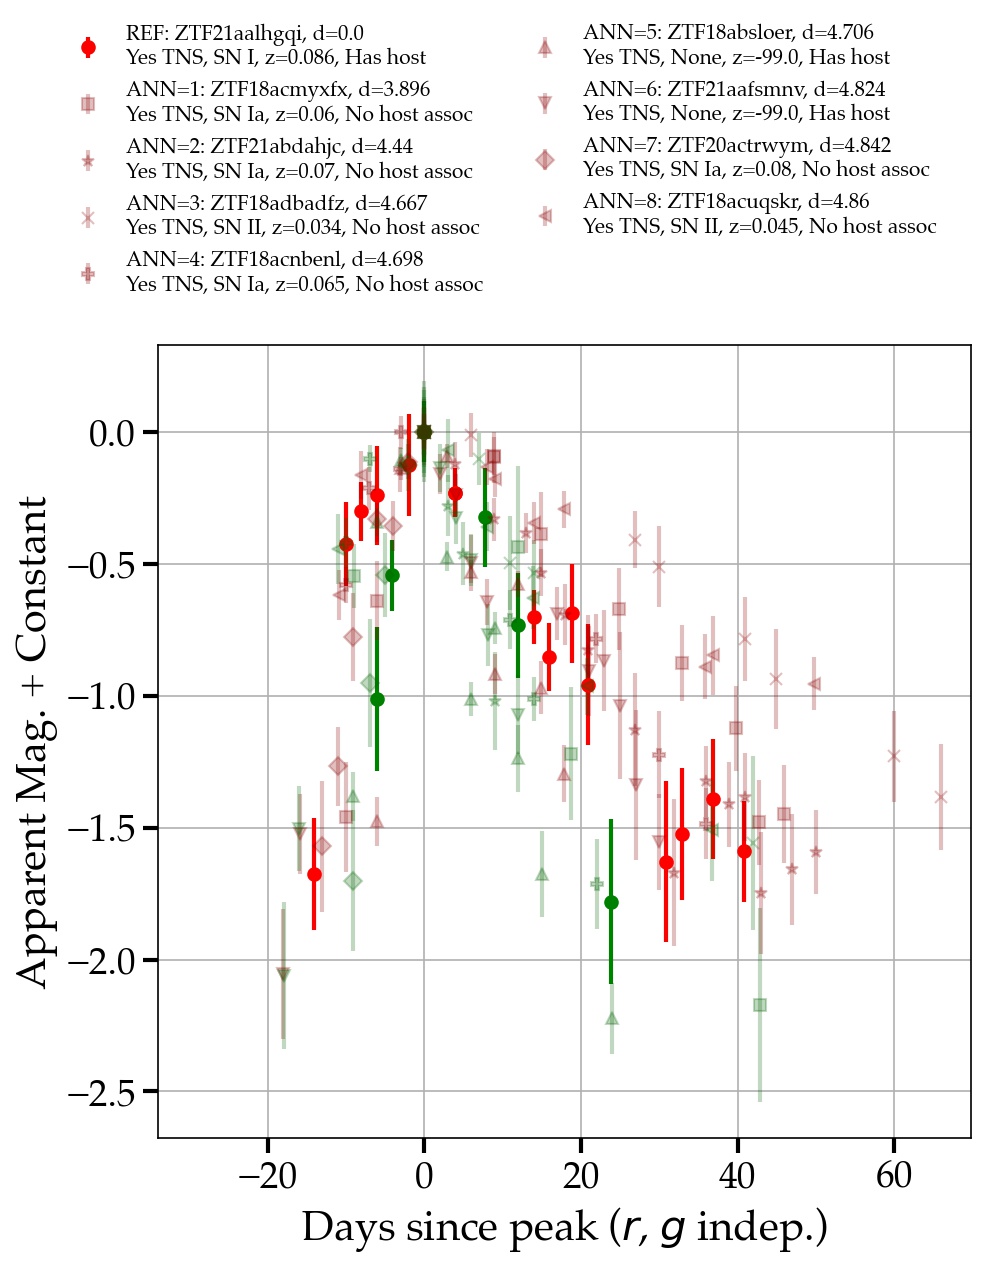 REF: ZTF21aalhgqi, d=0.0
Yes TNS, SN I, z=0.086, Has host
ANN=1: ZTF18acmyxfx, d=3.896
Yes TNS, SN Ia, z=0.06, No host assoc
ANN=2: ZTF21abdahjc, d=4.44
Yes TNS, SN Ia, z=0.07, No host assoc
ANN=3: ZTF18adbadfz, d=4.667
Yes TNS, SN II, z=0.034, No host assoc
ANN=4: ZTF18acnbenl, d=4.698
Yes TNS, SN Ia, z=0.065, No host assoc
ANN=5: ZTF18absloer, d=4.706
Yes TNS, None, z=-99.0, Has host
ANN=6: ZTF21aafsmnv, d=4.824
Yes TNS, None, z=-99.0, Has host
ANN=7: ZTF20actrwym, d=4.842
Yes TNS, SN Ia, z=0.08, No host assoc
ANN=8: ZTF18acuqskr, d=4.86
Yes TNS, SN II, z=0.045, No host assoc
Apparent Mag. + Constant
0.0
−0.5
−1.0
−1.5
−2.0
−2.5
−20
0
20
40
60
Days since peak (r, g indep.)